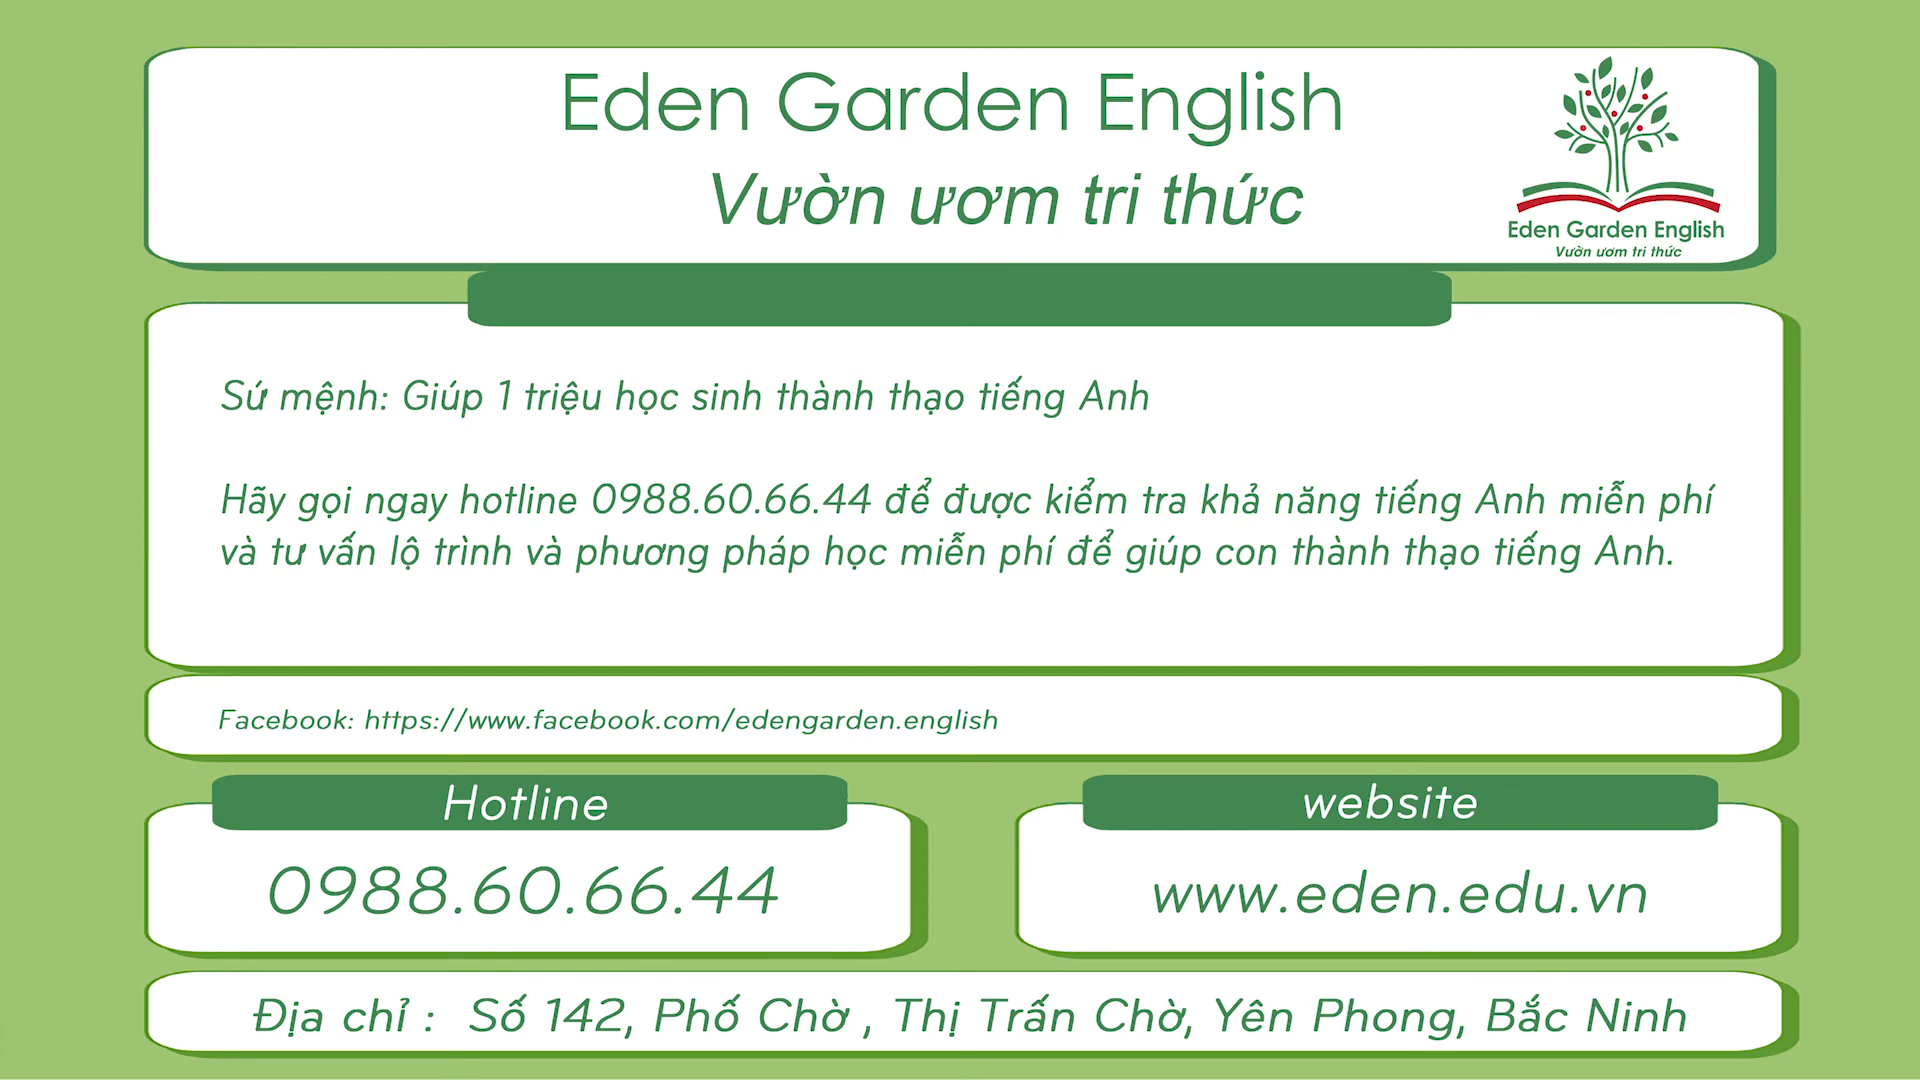 Eden Garden English
Vườn ươm tri thức
Eden Garden English
Vườn ươm tri thức
Sứ mệnh: Giúp 1 triệu học sinh thành thạo tiếng Anh
Hãy gọi ngay hotline 0988.60.66.44 để được kiểm tra khả năng tiếng Anh miễn phí
và tư vấn lộ trình và phương pháp học miễn phí để giúp con thành thạo tiếng Anh.
Facebook: https://www.facebook.com/edengarden.english
Hotline
0988.60.66.44
website
www.eden.edu.vn
Địa chỉ : Số 142, Phố Chờ , Thị Trấn Chờ, Yên Phong, Bắc Ninh